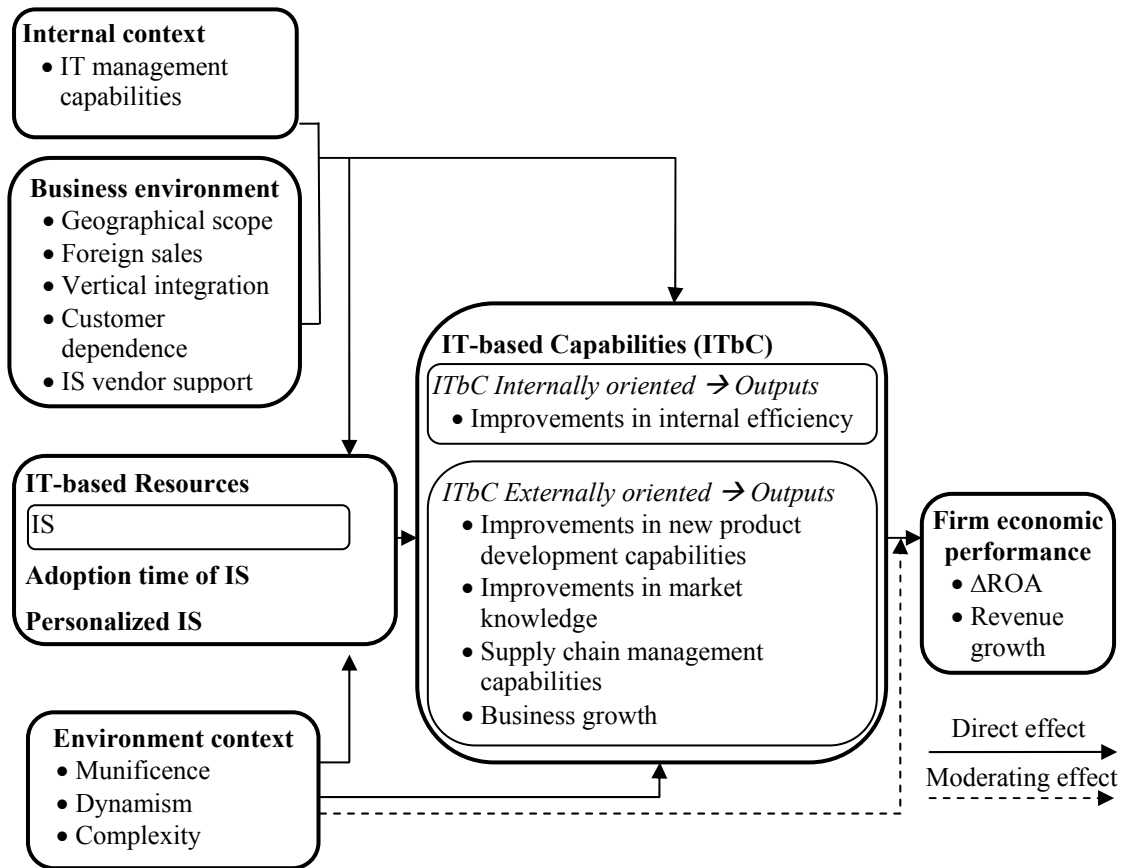 Internal context
• IT management
capabilities
Business environment
• Geographical scope
• Foreign sales
• Vertical integration
• Customer
dependence
• IS vendor support
IT-based Resources
IS
Adoption time of IS
Personalized IS
Environment context
• Munificence
• Dynamism
• Complexity
IT-based Capabilities (ITbC)
ITbC Internally oriented → Outputs
• Improvements in internal efficiency
ITbC Externally oriented → Outputs
• Improvements in new product
development capabilities
• Improvements in market
knowledge
• Supply chain management
capabilities
• Business growth
Firm economic
performance
• ΔROA
• Revenue
growth
Direct effect
Moderating effect